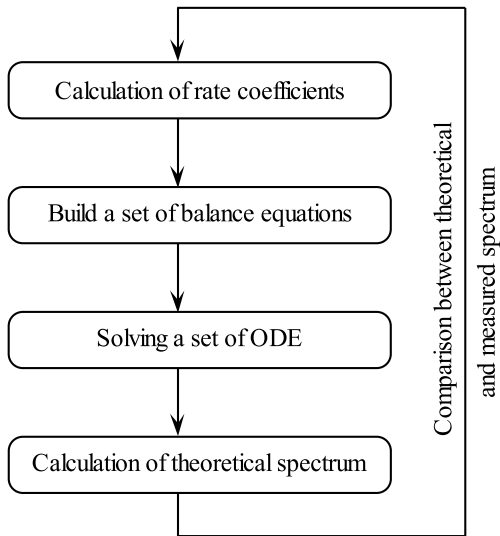 Calculation of rate coefficients
Build a set of balance equations
Solving a set of ODE
Calculation of theoretical spectrum
Comparison between theoretical
and measured spectrum